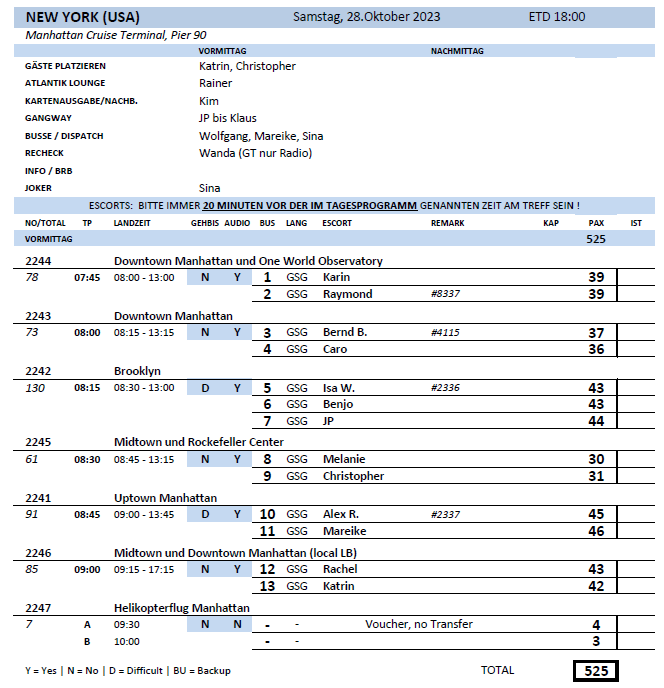 NEW YORK (USA) Samstag, 28.Oktober 2023 ETD 18:00
Manhattan Cruise Terminal, Pier 90
VORMITTAG NACHMITTAG
GÄSTE PLATZIEREN Katrin, Christopher
ATLANTIK LOUNGE Rainer
KARTENAUSGABE/NACHB. Kim
GANGWAY JP bis Klaus
BUSSE / DISPATCH Wolfgang, Mareike, Sina
RECHECK Wanda (GT nur Radio)
INFO / BRB
JOKER Sina
ESCORTS: BITTE IMMER 20 MINUTEN VOR DER IM TAGESPROGRAMM GENANNTEN ZEIT AM TREFF SEIN !
NO/TOTAL TP LANDZEIT GEHBIS AUDIO BUS LANG ESCORT REMARK KAP PAX IST
VORMITTAG 525
2244 Downtown Manhattan und One World Observatory
78 07:45 08:00 - 13:00 N Y 1 GSG Karin 39
2 GSG Raymond #8337 39
2243 Downtown Manhattan
73 08:00 08:15 - 13:15 N Y 3 GSG Bernd B. #4115 37
4 GSG Caro 36
2242 Brooklyn
130 08:15 08:30 - 13:00 D Y 5 GSG Isa W. #2336 43
6 GSG Benjo 43
7 GSG JP 44
2245 Midtown und Rockefeller Center
61 08:30 08:45 - 13:15 N Y 8 GSG Melanie 30
9 GSG Christopher 31
2241 Uptown Manhattan
91 08:45 09:00 - 13:45 D Y 10 GSG Alex R. #2337 45
11 GSG Mareike 46
2246 Midtown und Downtown Manhattan (local LB)
85 09:00 09:15 - 17:15 N Y 12 GSG Rachel 43
13 GSG Katrin 42
2247 Helikopterflug Manhattan
7 A 09:30 N N - - Voucher, no Transfer 4
B 10:00 - - 3
Y = Yes | N = No | D = Difficult | BU = Backup TOTAL 525